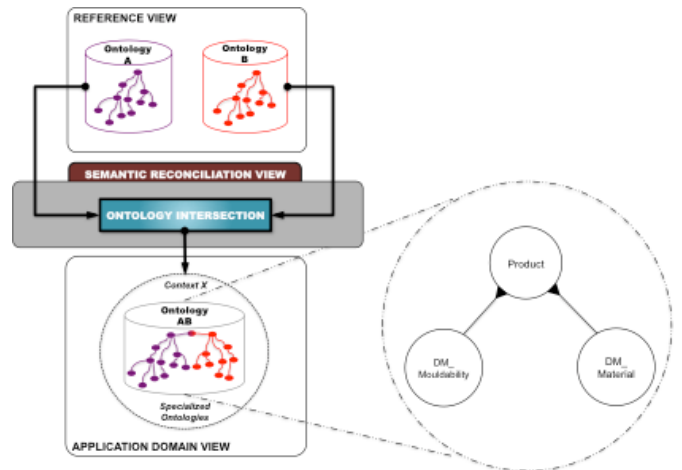 REFERENCE VIEW
Ontology
A
Ontology
B
SEMANTIC RECONCILIATION VIEW
ONTOLOGY INTERSECTION
Context X
Ontology
AB
Specialized
Ontologies
APPLICATION DOMAIN VIEW
Product
DM_
Mouldability
DM_
Material